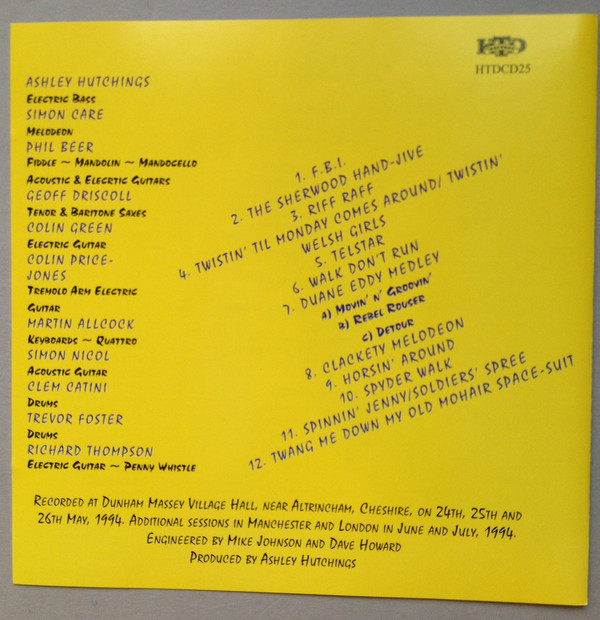 HTD
HTDCD25
ASHLEY HUTCHINGS
ELECTRIC BASS
SIMON CARE
MELODEON
PHIL BEER
FIDDLE ~ MANDOLIN ~ MANDOCELLO
ACOUSTIC & ELECRTIC GUITARS
GEOFF DRISCOLL
TENOR & BARITONE SAXES
COLIN GREEN
ELECTRIC GUITAR
COLIN PRICE-
JONES
TREMOLO ARM ELECTRIC
GUITAR
MARTIN ALLCOCK
KEYBOARDS ~ QUATTRO
SIMON NICOL
ACOUSTIC GUITAR
CLEM CATINI
DRUMS
TREVOR FOSTER
DRUMS
RICHARD THOMPSON
ELECTRIC GUITAR ~ PENNY WHISTLE
1. F.B.I.
2. THE SHERWOOD HAND-JIVE
3. RIFF RAFF
4. TWISTIN' TIL MONDAY COMES AROUND/ TWISTIN'
WELSH GIRLS
5. TELSTAR
6. WALK DON'T RUN
7. DUANE EDDY MEDLEY
A) MOVIN' N' GROOVIN'
B) REBEL ROUSER
C) DETOUR
8. CLACKETY MELODEON
9. HORSIN' AROUND
10. SPYDER WALK
11. SPINNIN' JENNY/SOLDIERS' SPREE
12. TWANG ME DOWN MY OLD MOHAIR SPACE-SUIT
RECORDED AT DUNHAM MASSEY VILLAGE HALL, NEAR ALTRINCHAM, CHESHIRE, ON 24TH, 25TH AND
26TH MAY, 1994. ADDITIONAL SESSIONS IN MANCHESTER AND LONDON IN JUNE AND JULY, 1994.
ENGINEERED BY MIKE JOHNSON AND DAVE HOWARD
PRODUCED BY ASHLEY HUTCHINGS